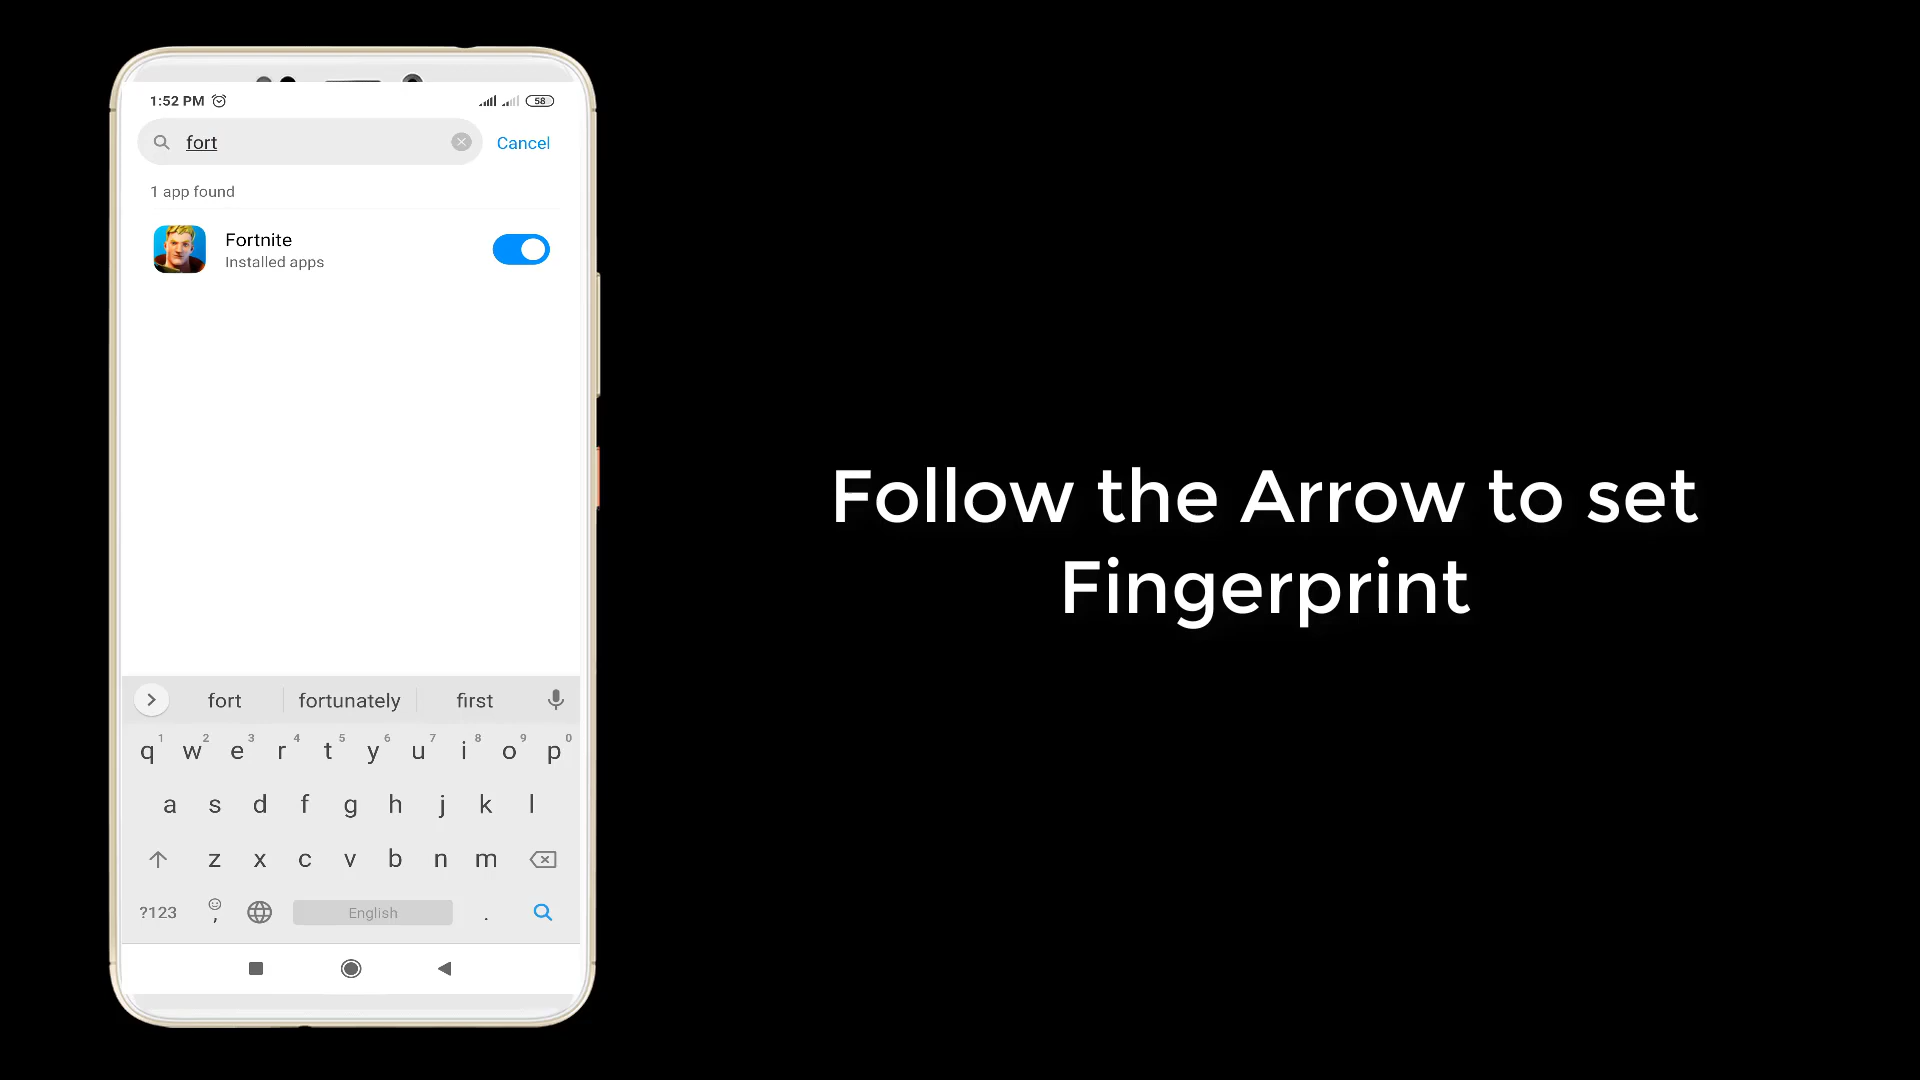 1:52 PM
58
fort
Cancel
1 app found
Fortnite
Installed apps
Follow the Arrow to set
Fingerprint
fort fortunately first
1 2 3 4 5 6 7 8 9 0
q w e r t y u i o p
a s d f g h j k l
z x c v b n m
?123 , English .